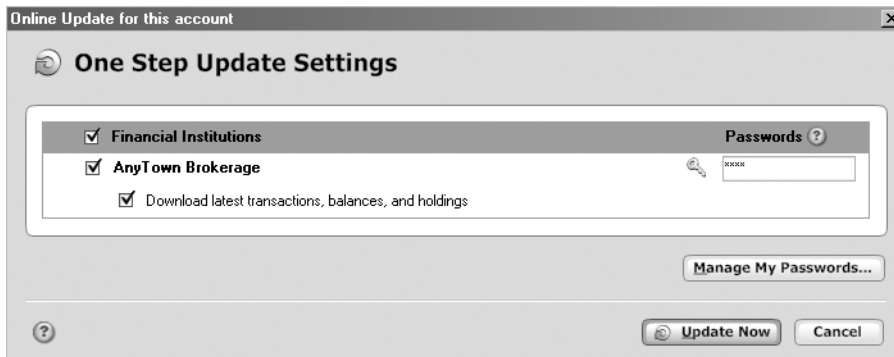 Online Update for this account
One Step Update Settings
Financial Institutions Passwords ?
AnyTown Brokerage ****
Download latest transactions, balances, and holdings
Manage My Passwords...
? Update Now Cancel